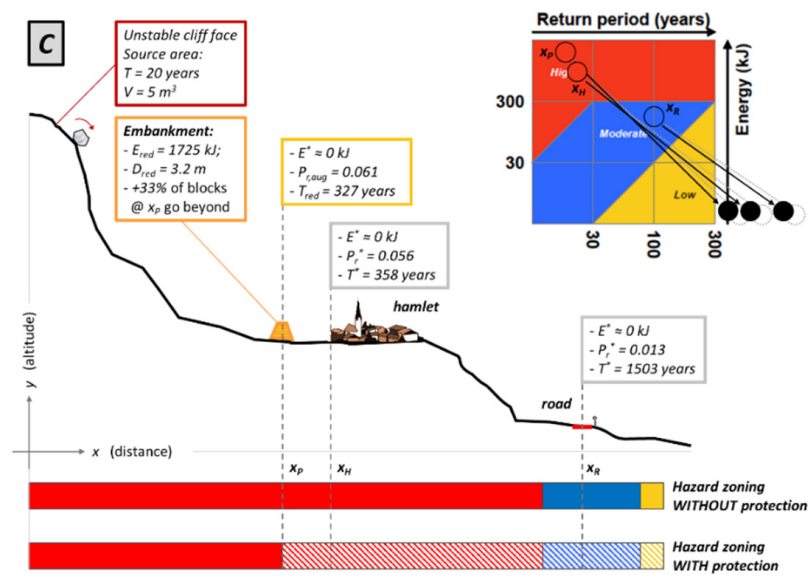 C
Unstable cliff face
Source area:
T = 20 years
V = 5 m³
Embankment:
- E_red = 1725 kJ;
- D_red = 3.2 m
- +33% of blocks
@ x_P go beyond
- E* ≈ 0 kJ
- P_r,aug = 0.061
- T_red = 327 years
- E* ≈ 0 kJ
- P_r* = 0.056
- T* = 358 years
hamlet
- E* ≈ 0 kJ
- P_r* = 0.013
- T* = 1503 years
road
Return period (years)
Energy (kJ)
300
30
x_P
High
x_H
x_R
Moderate
Low
30
100
300
y (altitude)
x (distance)
x_P
x_H
x_R
Hazard zoning
WITHOUT protection
Hazard zoning
WITH protection